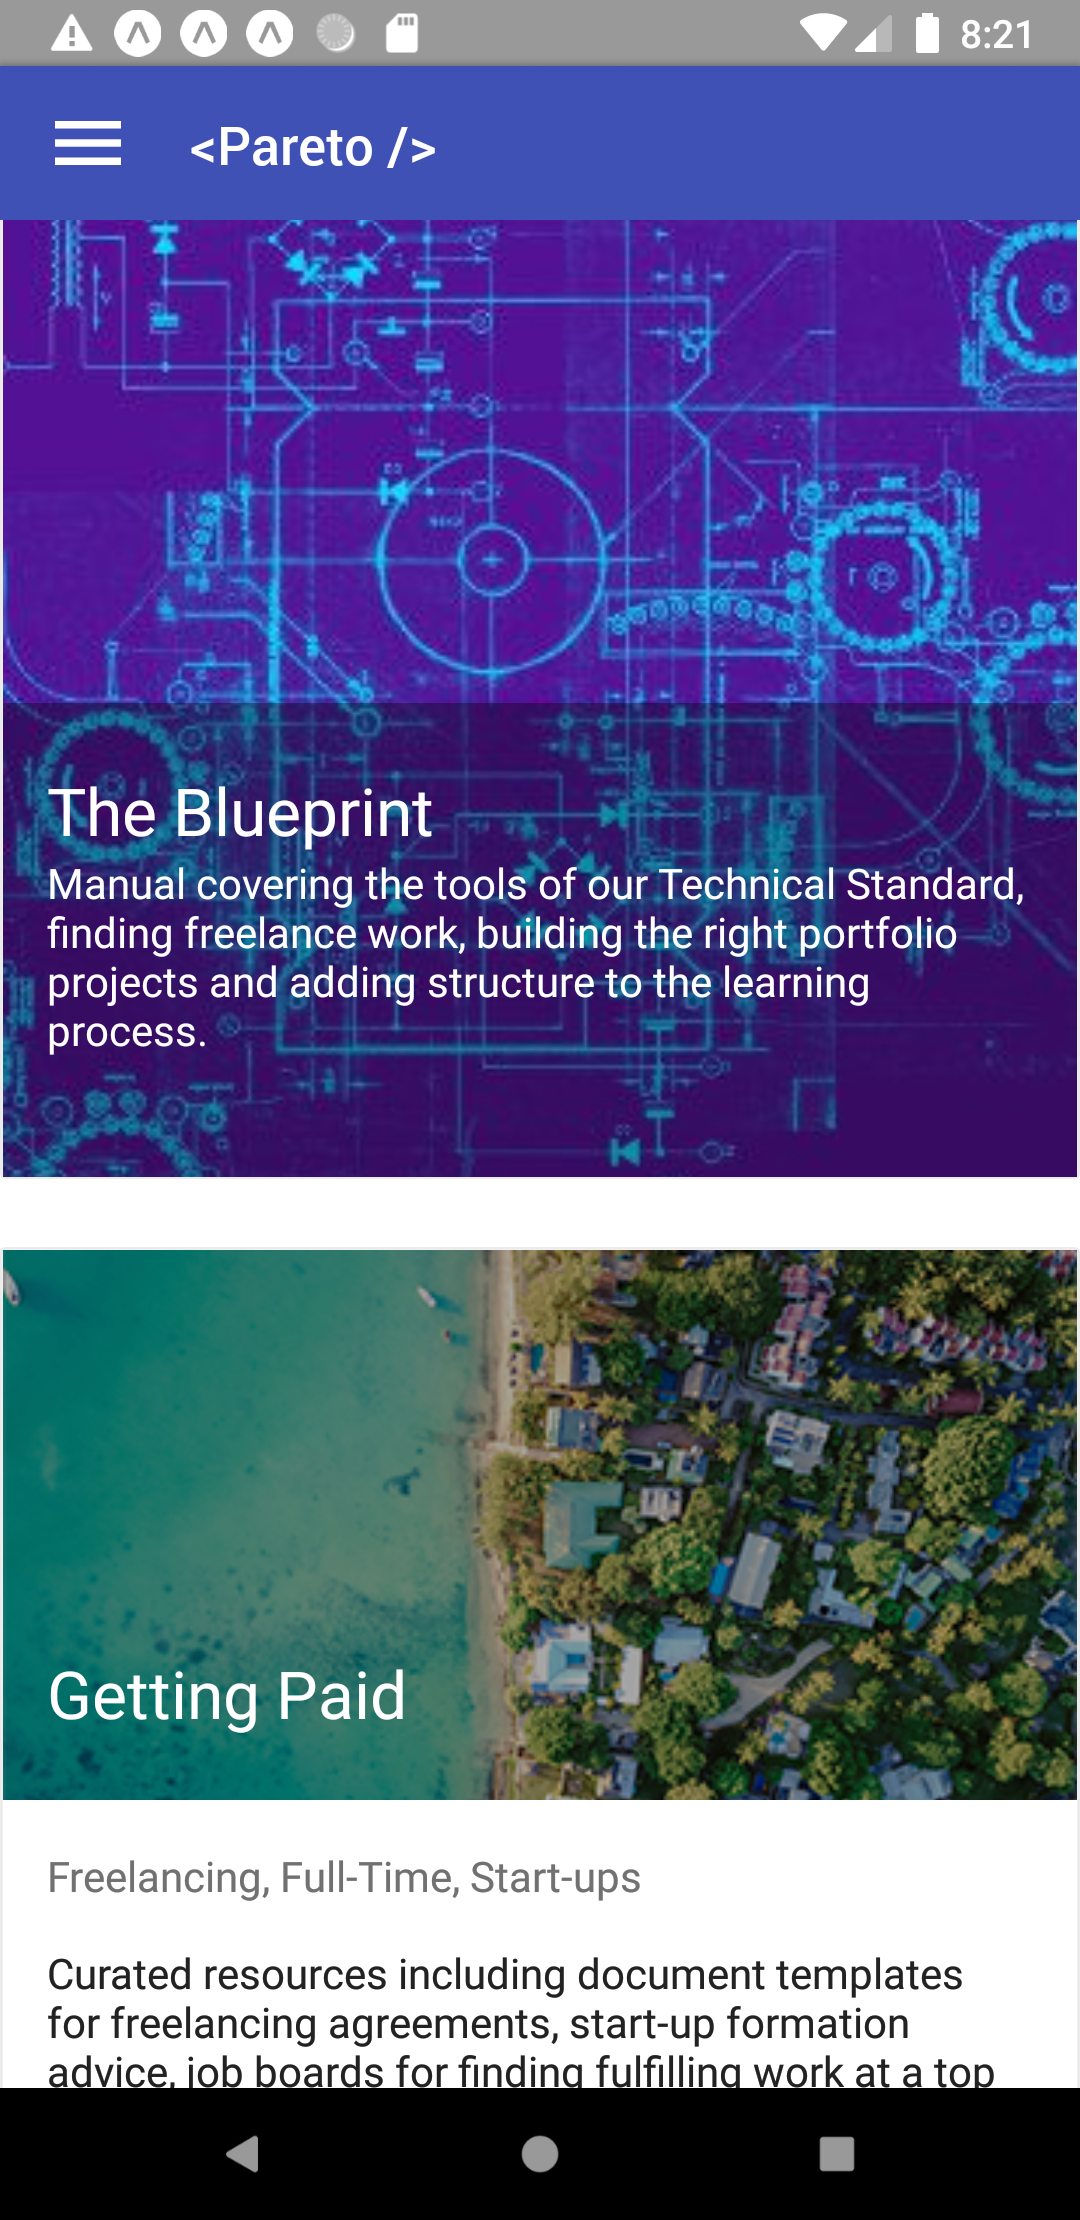 8:21
<Pareto />
The Blueprint
Manual covering the tools of our Technical Standard,
finding freelance work, building the right portfolio
projects and adding structure to the learning
process.
Getting Paid
Freelancing, Full-Time, Start-ups
Curated resources including document templates
for freelancing agreements, start-up formation
advice, job boards for finding fulfilling work at a top